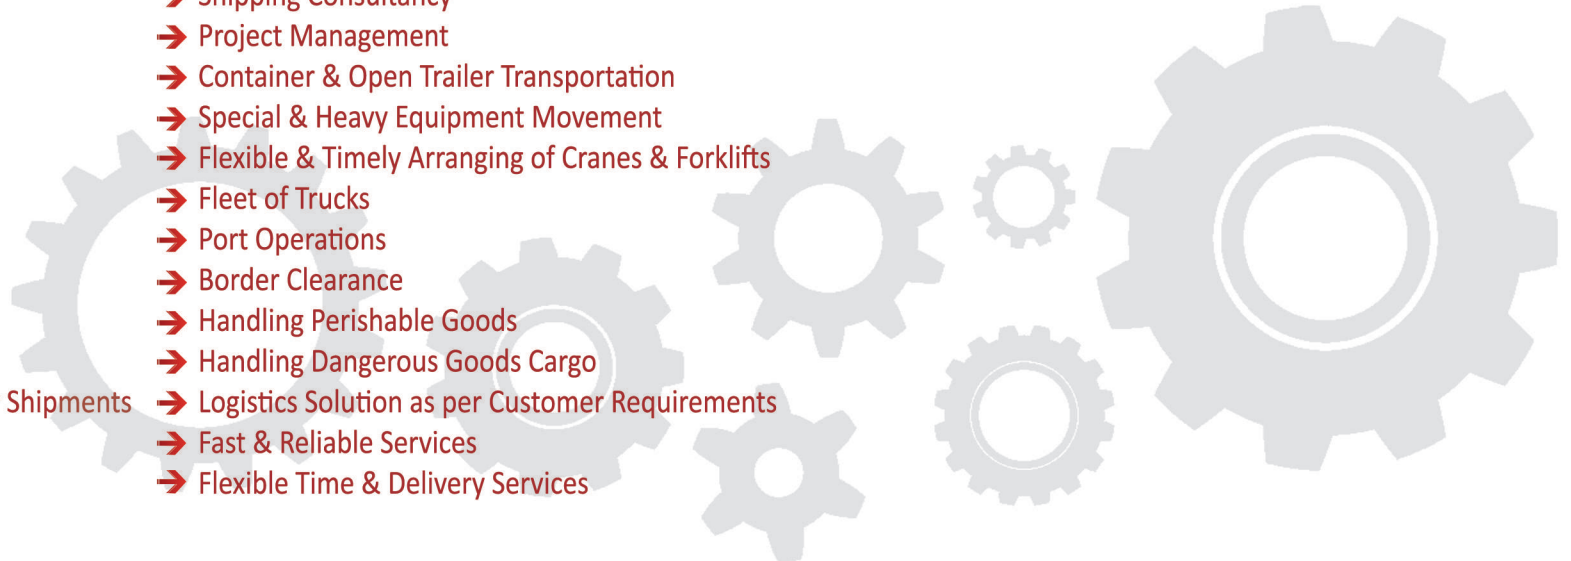 Shipping Consultancy
Project Management
Container & Open Trailer Transportation
Special & Heavy Equipment Movement
Flexible & Timely Arranging of Cranes & Forklifts
Fleet of Trucks
Port Operations
Border Clearance
Handling Perishable Goods
Handling Dangerous Goods Cargo
Shipments Logistics Solution as per Customer Requirements
Fast & Reliable Services
Flexible Time & Delivery Services